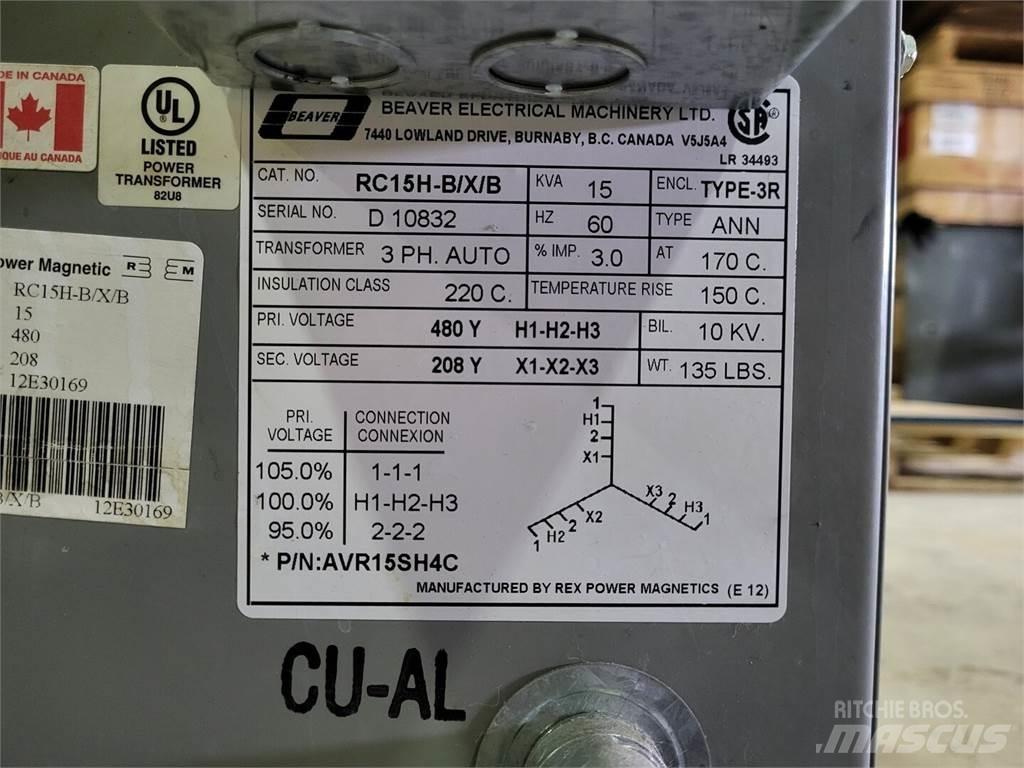 DE IN CANADA
QUE AU CANADA
UL
LISTED
POWER
TRANSFORMER
82U8
ower Magnetic
RC15H-B/X/B
15
480
208
12E30169
B/X/B 12E30169
BEAVER
BEAVER ELECTRICAL MACHINERY LTD.
7440 LOWLAND DRIVE, BURNABY, B.C. CANADA V5J5A4
SA ®
LR 34493
CAT. NO. RC15H-B/X/B KVA 15 ENCL. TYPE-3R
SERIAL NO. D 10832 HZ 60 TYPE ANN
TRANSFORMER 3 PH. AUTO % IMP. 3.0 AT 170 C.
INSULATION CLASS 220 C. TEMPERATURE RISE 150 C.
PRI. VOLTAGE 480 Y H1-H2-H3 BIL. 10 KV.
SEC. VOLTAGE 208 Y X1-X2-X3 WT. 135 LBS.
PRI. VOLTAGE CONNECTION CONNEXION
105.0% 1-1-1
100.0% H1-H2-H3
95.0% 2-2-2
1
H1
2
X1
X2
2
H2
1
X3
2
H3
1
* P/N:AVR15SH4C
MANUFACTURED BY REX POWER MAGNETICS (E 12)
CU-AL
RITCHIE BROS.
MASCUS